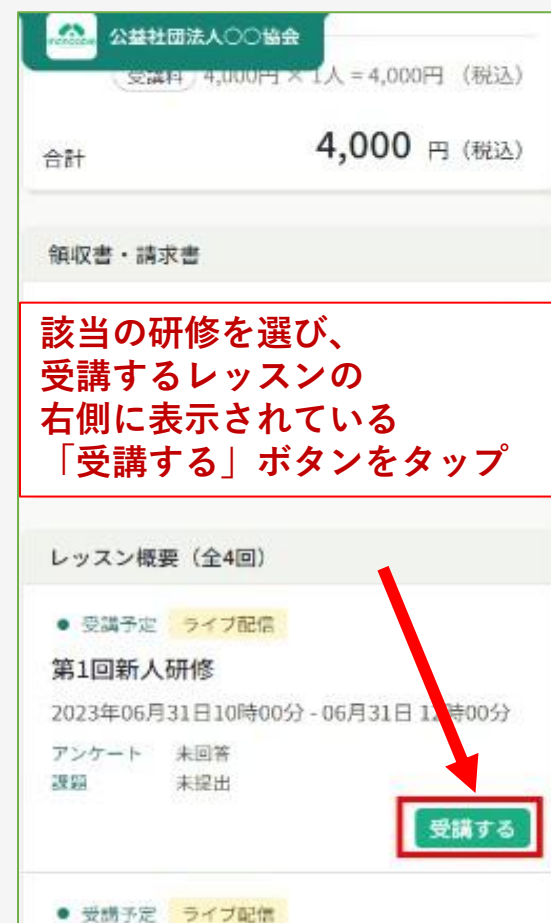 公益社団法人○○協会
受講料 4,000円 × 1人 = 4,000円 （税込）
合計 4,000 円（税込）
領収書・請求書
該当の研修を選び、
受講するレッスンの
右側に表示されている
「受講する」ボタンをタップ
レッスン概要（全4回）
● 受講予定 ライブ配信
第1回新人研修
2023年06月31日10時00分 - 06月31日 12時00分
アンケート 未回答
課題 未提出
受講する
● 受講予定 ライブ配信